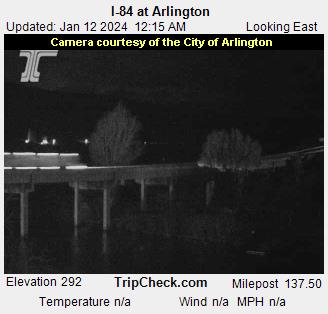 I-84 at Arlington
Updated: Jan 12 2024 12:15 AM Looking East
Camera courtesy of the City of Arlington
Elevation 292 TripCheck.com Milepost 137.50
Temperature n/a Wind n/a MPH n/a